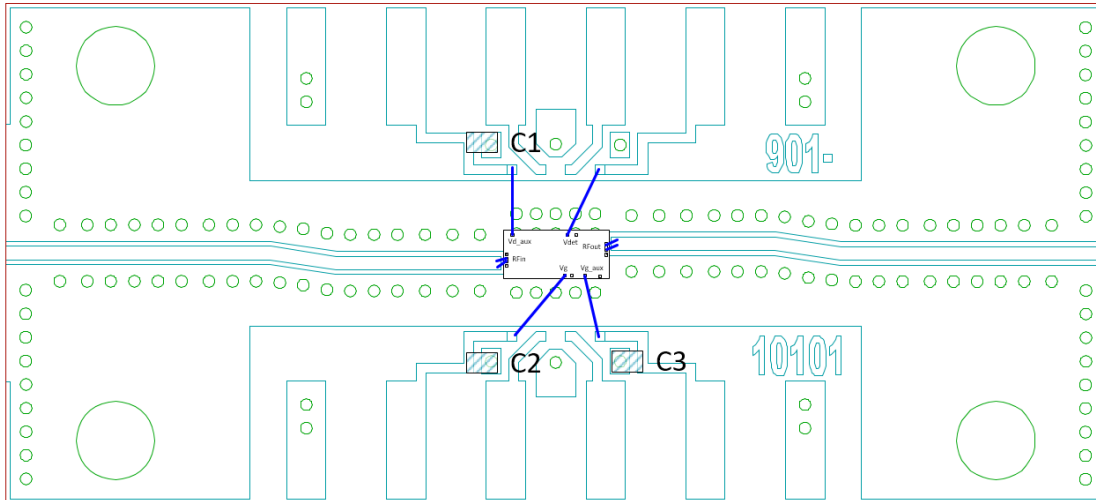 C1
901-
Vd_aux
Vdet
RFout
RFin
Vg
Vg_aux
C2
C3
10101